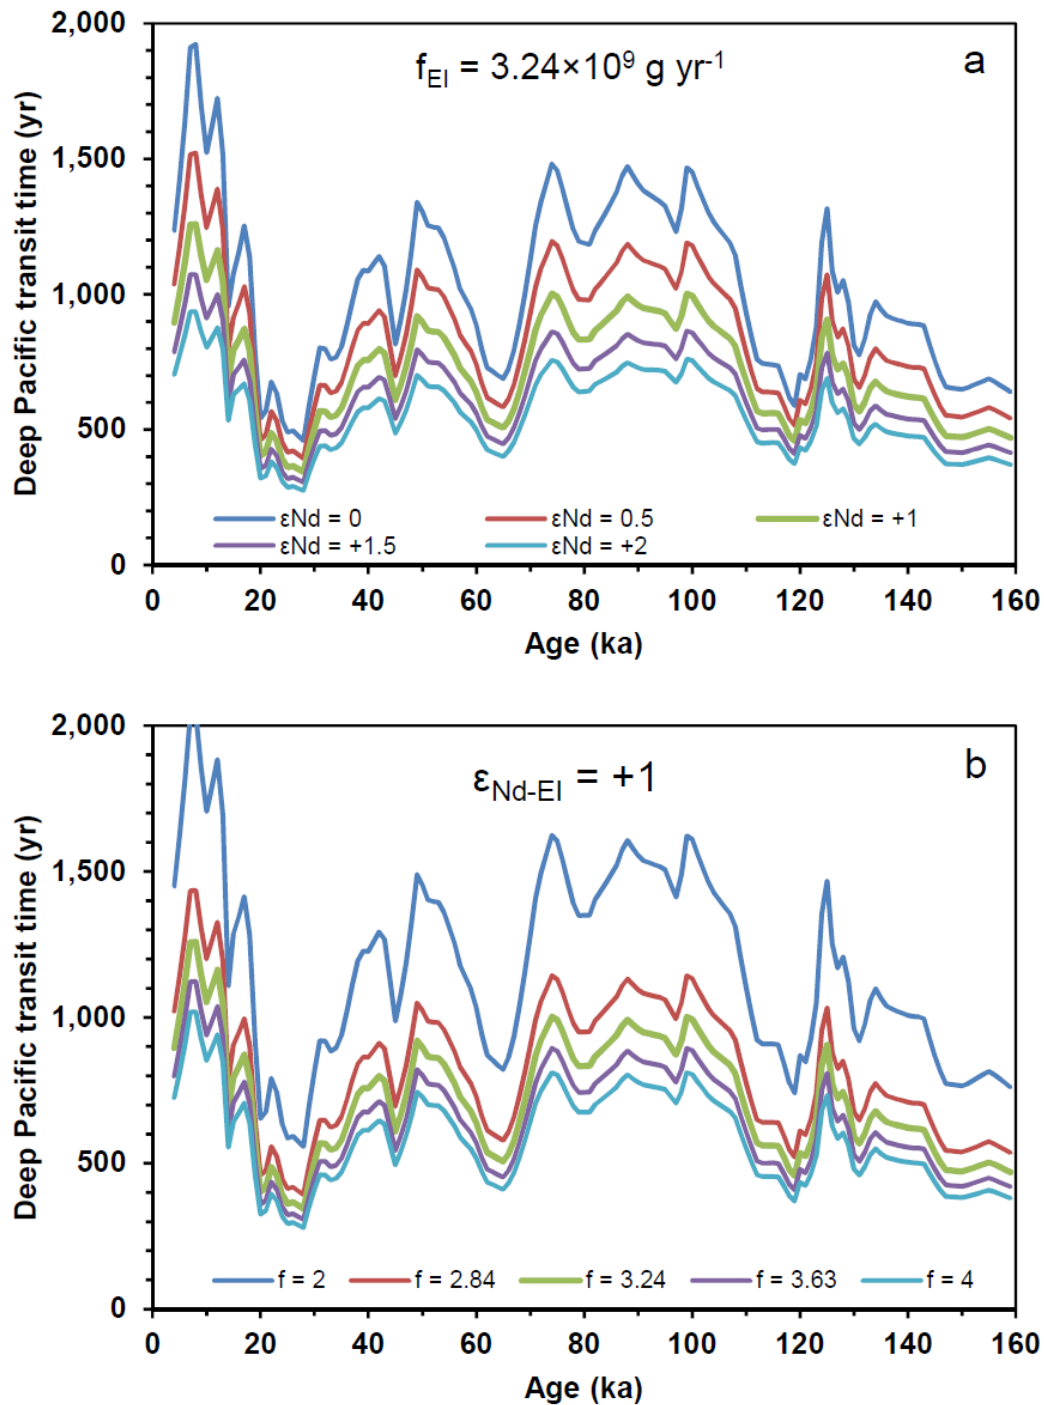 2,000
1,500
1,000
500
0
Deep Pacific transit time (yr)
f_EI = 3.24×10⁹ g yr⁻¹
a
εNd = 0
εNd = 0.5
εNd = +1
εNd = +1.5
εNd = +2
0 20 40 60 80 100 120 140 160
Age (ka)
2,000
1,500
1,000
500
0
Deep Pacific transit time (yr)
ε_Nd-EI = +1
b
f = 2
f = 2.84
f = 3.24
f = 3.63
f = 4
0 20 40 60 80 100 120 140 160
Age (ka)